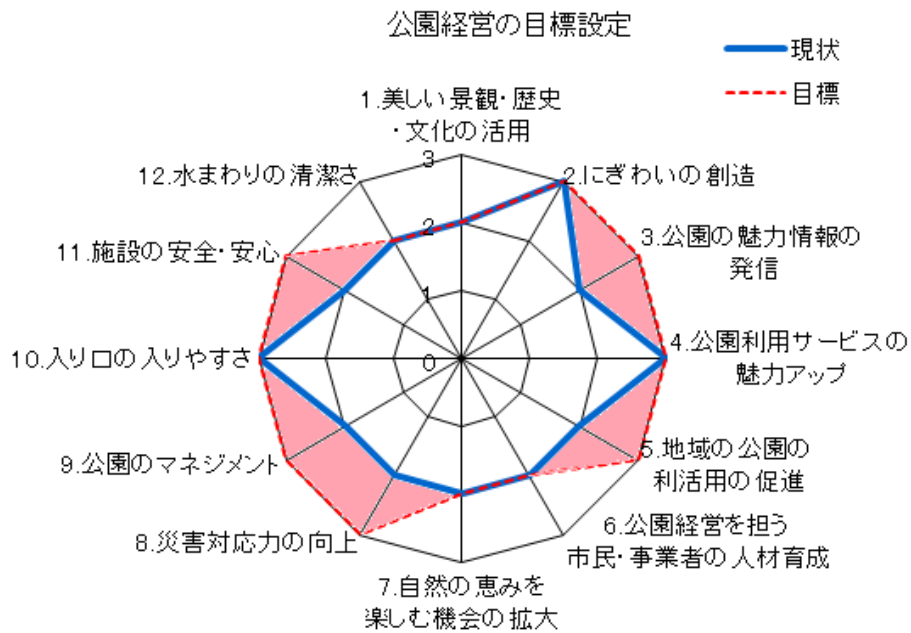 公園経営の目標設定
現状
目標
1.美しい景観・歴史
・文化の活用
2.にぎわいの創造
3.公園の魅力情報の
発信
4.公園利用サービスの
魅力アップ
5.地域の公園の
利活用の促進
6.公園経営を担う
市民・事業者の人材育成
7.自然の恵みを
楽しむ機会の拡大
8.災害対応力の向上
9.公園のマネジメント
10.入り口の入りやすさ
11.施設の安全・安心
12.水まわりの清潔さ
3
2
1
0